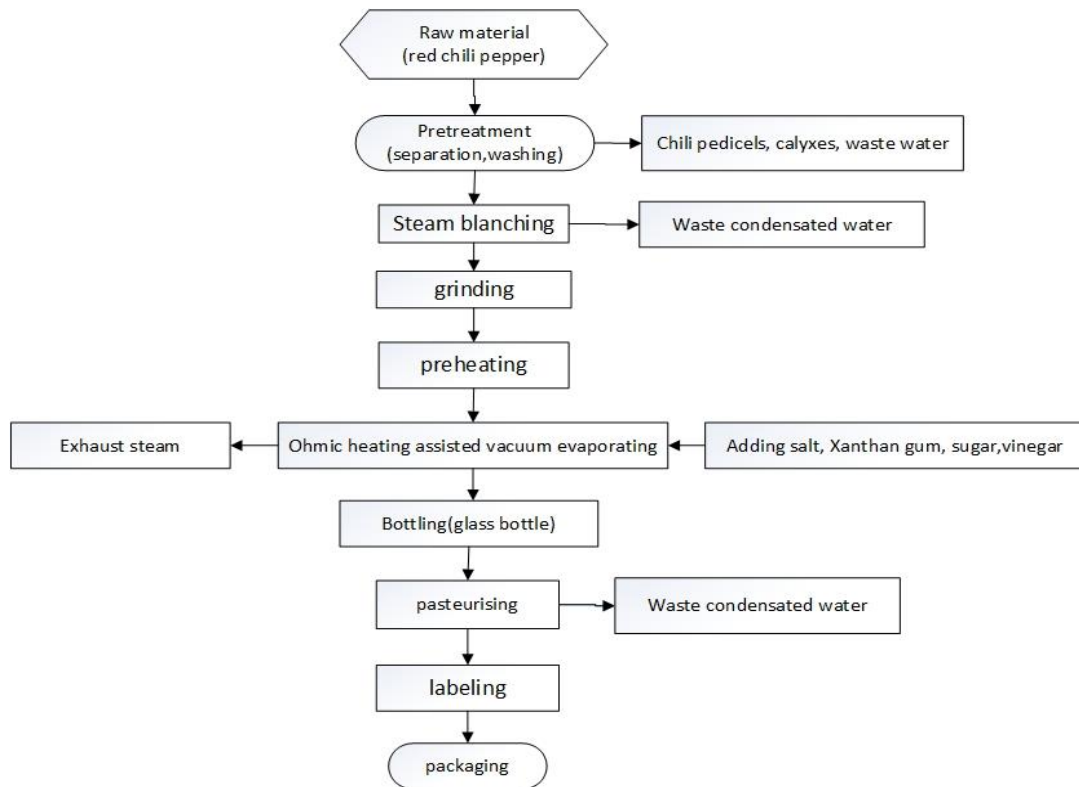 Raw material
(red chili pepper)
Pretreatment
(separation,washing)
Chili pedicels, calyxes, waste water
Steam blanching
Waste condensated water
grinding
preheating
Exhaust steam
Ohmic heating assisted vacuum evaporating
Adding salt, Xanthan gum, sugar,vinegar
Bottling(glass bottle)
pasteurising
Waste condensated water
labeling
packaging